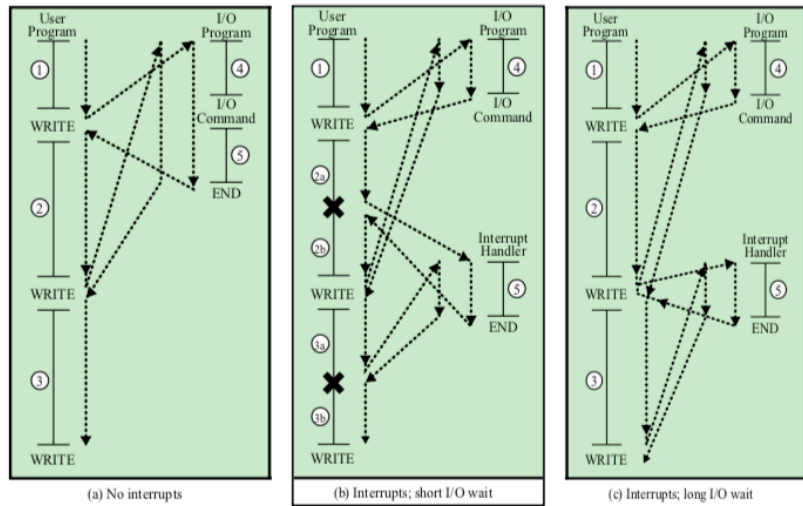 User
Program
I/O
Program
1
4
I/O
Command
WRITE
5
END
2
WRITE
3
WRITE
(a) No interrupts
User
Program
I/O
Program
1
4
I/O
Command
WRITE
2a
2b
Interrupt
Handler
5
WRITE
END
3a
3b
WRITE
(b) Interrupts; short I/O wait
User
Program
I/O
Program
1
4
I/O
Command
WRITE
2
Interrupt
Handler
5
WRITE
END
3
WRITE
(c) Interrupts; long I/O wait